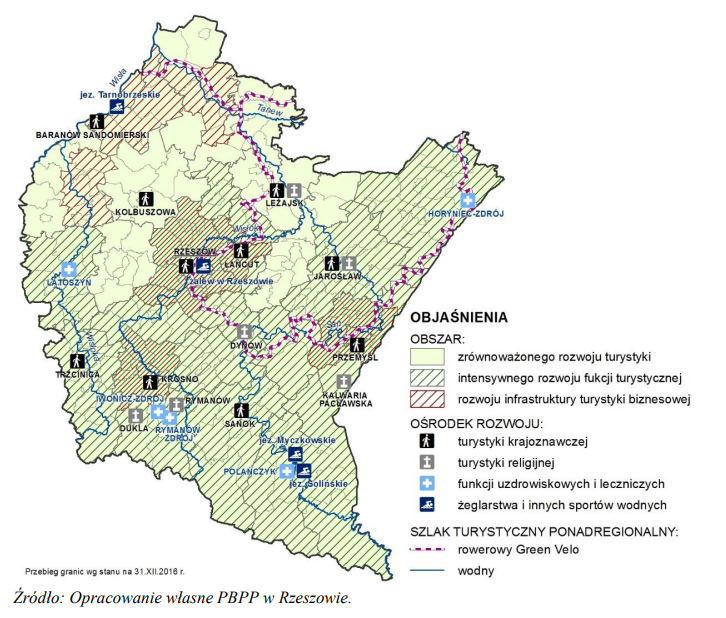 Wisła
jez. Tarnobrzeskie
Tanew
BARANÓW SANDOMIERSKI
HORYNIEC-ZDRÓJ
KOLBUSZOWA
LEŻAJSK
Wisłok
RZESZÓW
ŁAŃCUT
zalew w Rzeszowie
JAROSŁAW
LATOSZYN
Wisłoka
San
DYNÓW
PRZEMYŚL
TRZCINICA
KROSNO
KALWARIA
PACŁAWSKA
IWONICZ-ZDRÓJ
RYMANÓW
DUKLA
RYMANÓW
ZDRÓJ
SANOK
jez. Myczkowskie
POLAŃCZYK
jez. Solińskie
OBJAŚNIENIA
OBSZAR:
zrównoważonego rozwoju turystyki
intensywnego rozwoju fukcji turystycznej
rozwoju infrastruktury turystyki biznesowej
OŚRODEK ROZWOJU:
turystyki krajoznawczej
turystyki religijnej
funkcji uzdrowiskowych i leczniczych
żeglarstwa i innych sportów wodnych
SZLAK TURYSTYCZNY PONADREGIONALNY:
rowerowy Green Velo
wodny
Przebieg granic wg stanu na 31.XII.2016 r.
Źródło: Opracowanie własne PBPP w Rzeszowie.